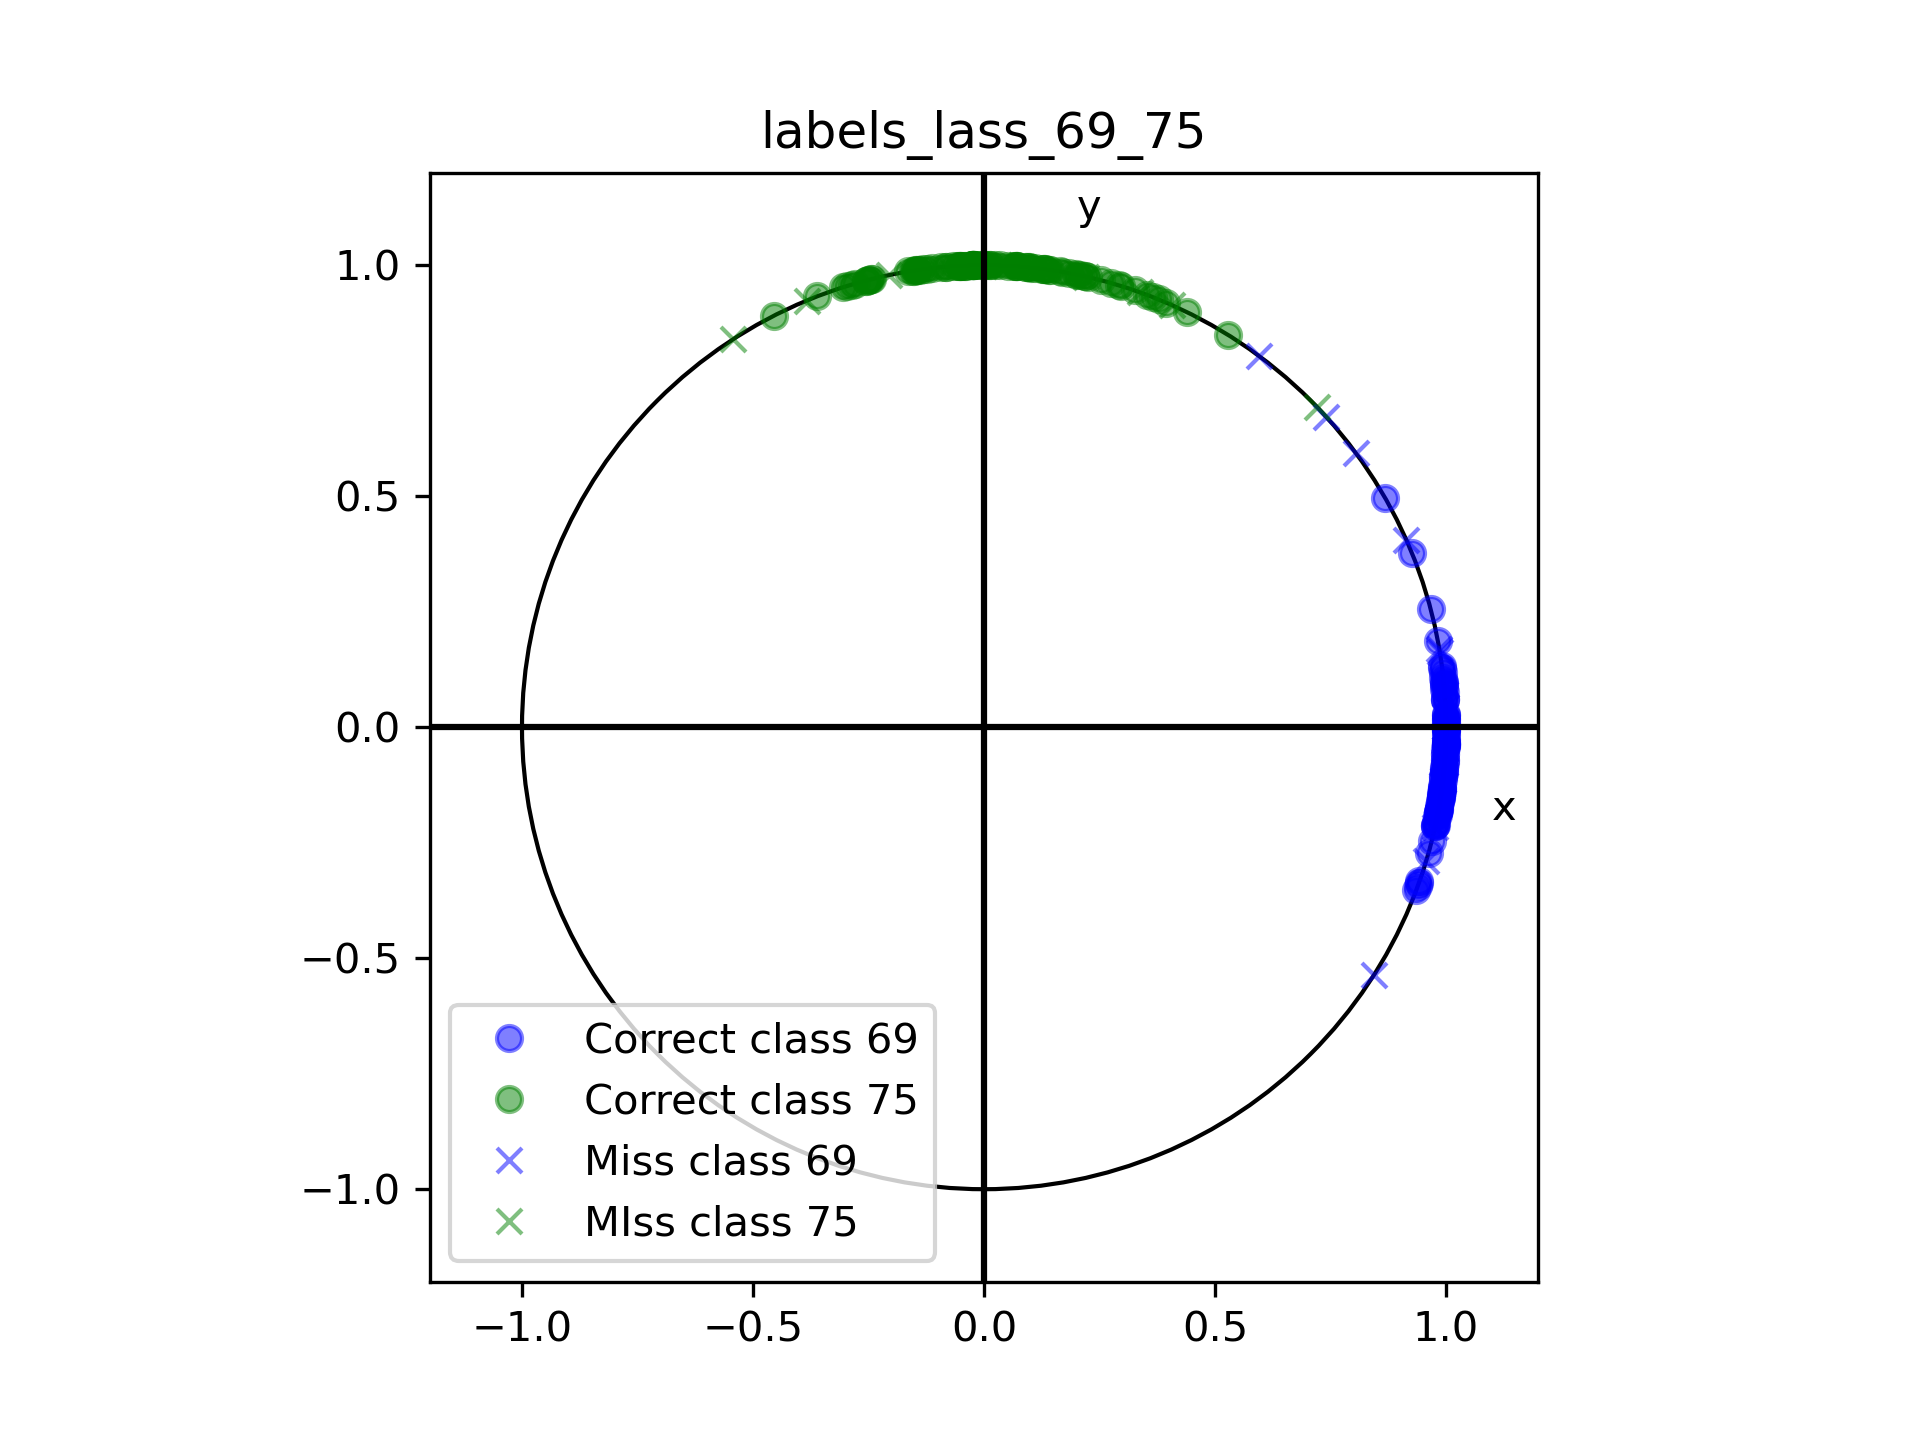 labels_lass_69_75
y
1.0
0.5
0.0
x
−0.5
−1.0
Correct class 69
Correct class 75
Miss class 69
MIss class 75
−1.0 −0.5 0.0 0.5 1.0